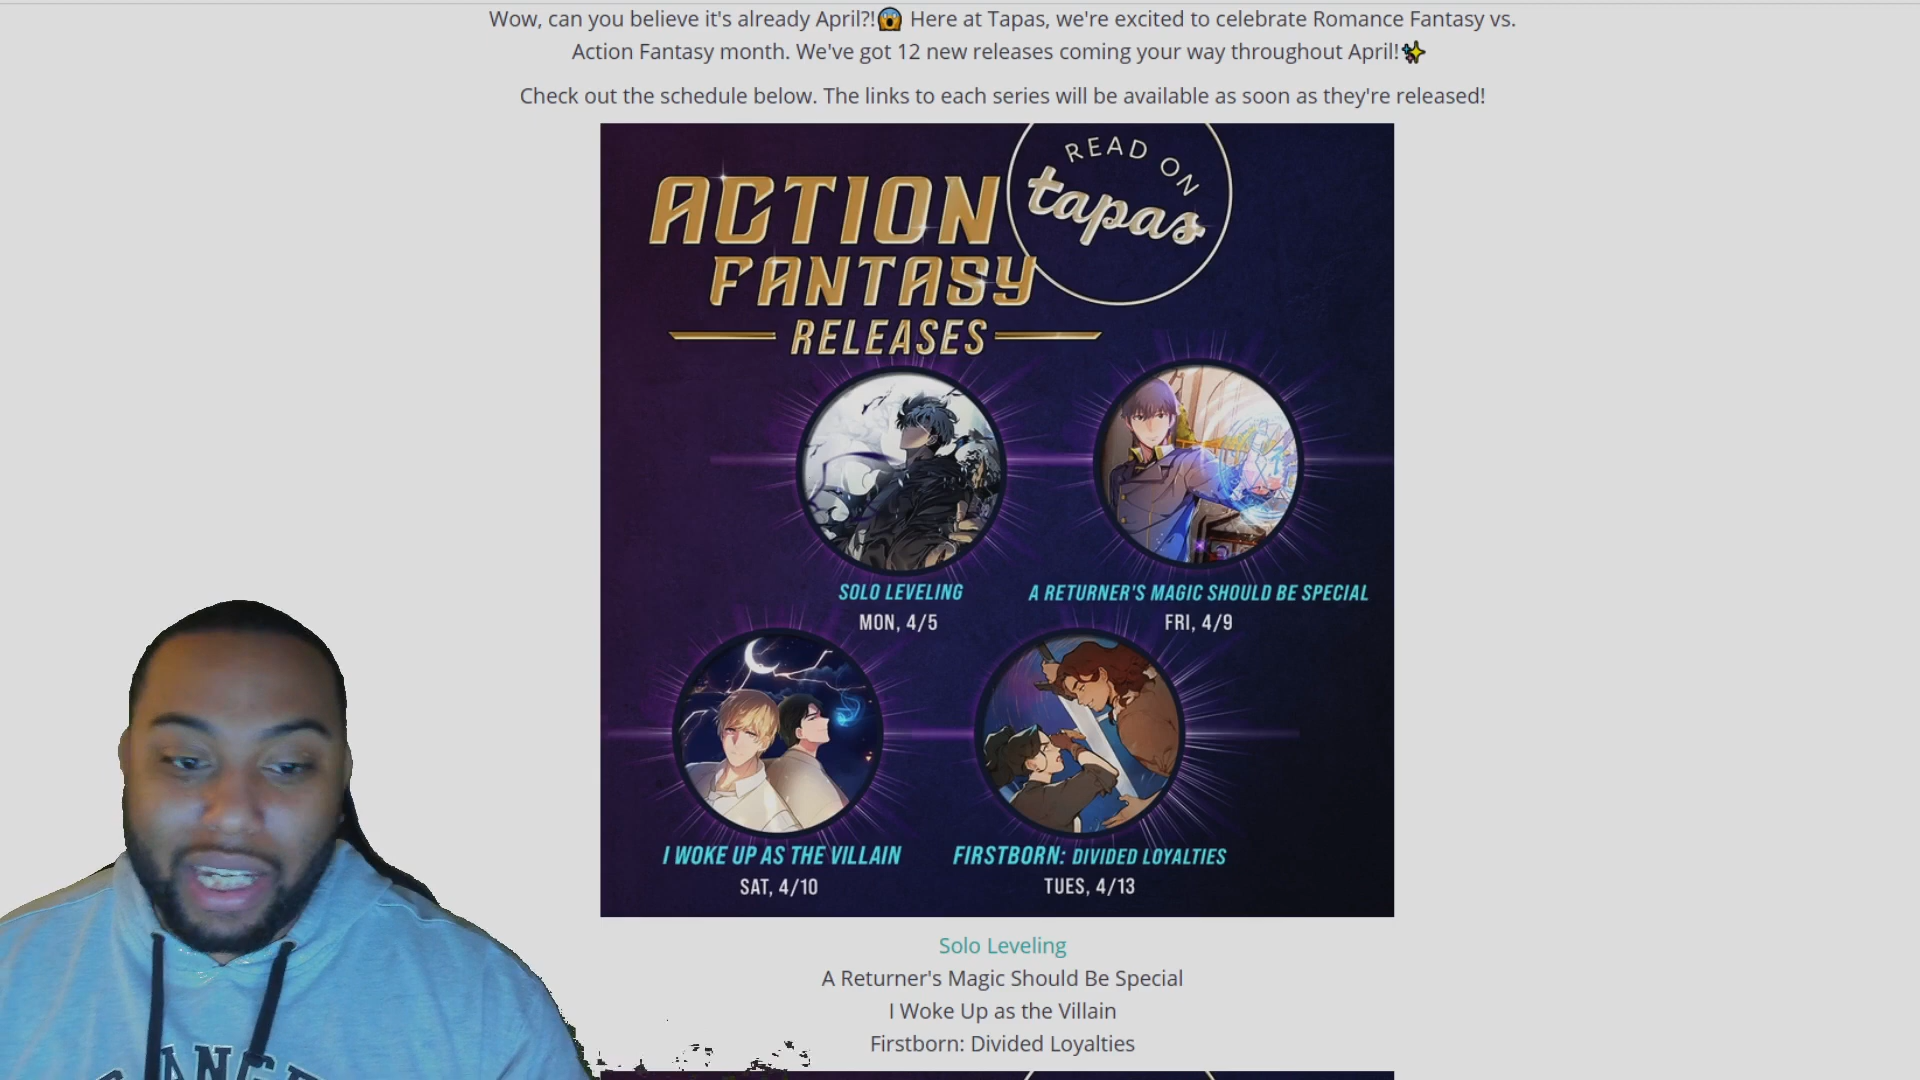 Wow, can you believe it's already April?!😱 Here at Tapas, we're excited to celebrate Romance Fantasy vs.
Action Fantasy month. We've got 12 new releases coming your way throughout April!✨
Check out the schedule below. The links to each series will be available as soon as they're released!
READ ON
tapas
ACTION
FANTASY
RELEASES
SOLO LEVELING
MON, 4/5
A RETURNER'S MAGIC SHOULD BE SPECIAL
FRI, 4/9
I WOKE UP AS THE VILLAIN
SAT, 4/10
FIRSTBORN: DIVIDED LOYALTIES
TUES, 4/13
Solo Leveling
A Returner's Magic Should Be Special
I Woke Up as the Villain
Firstborn: Divided Loyalties